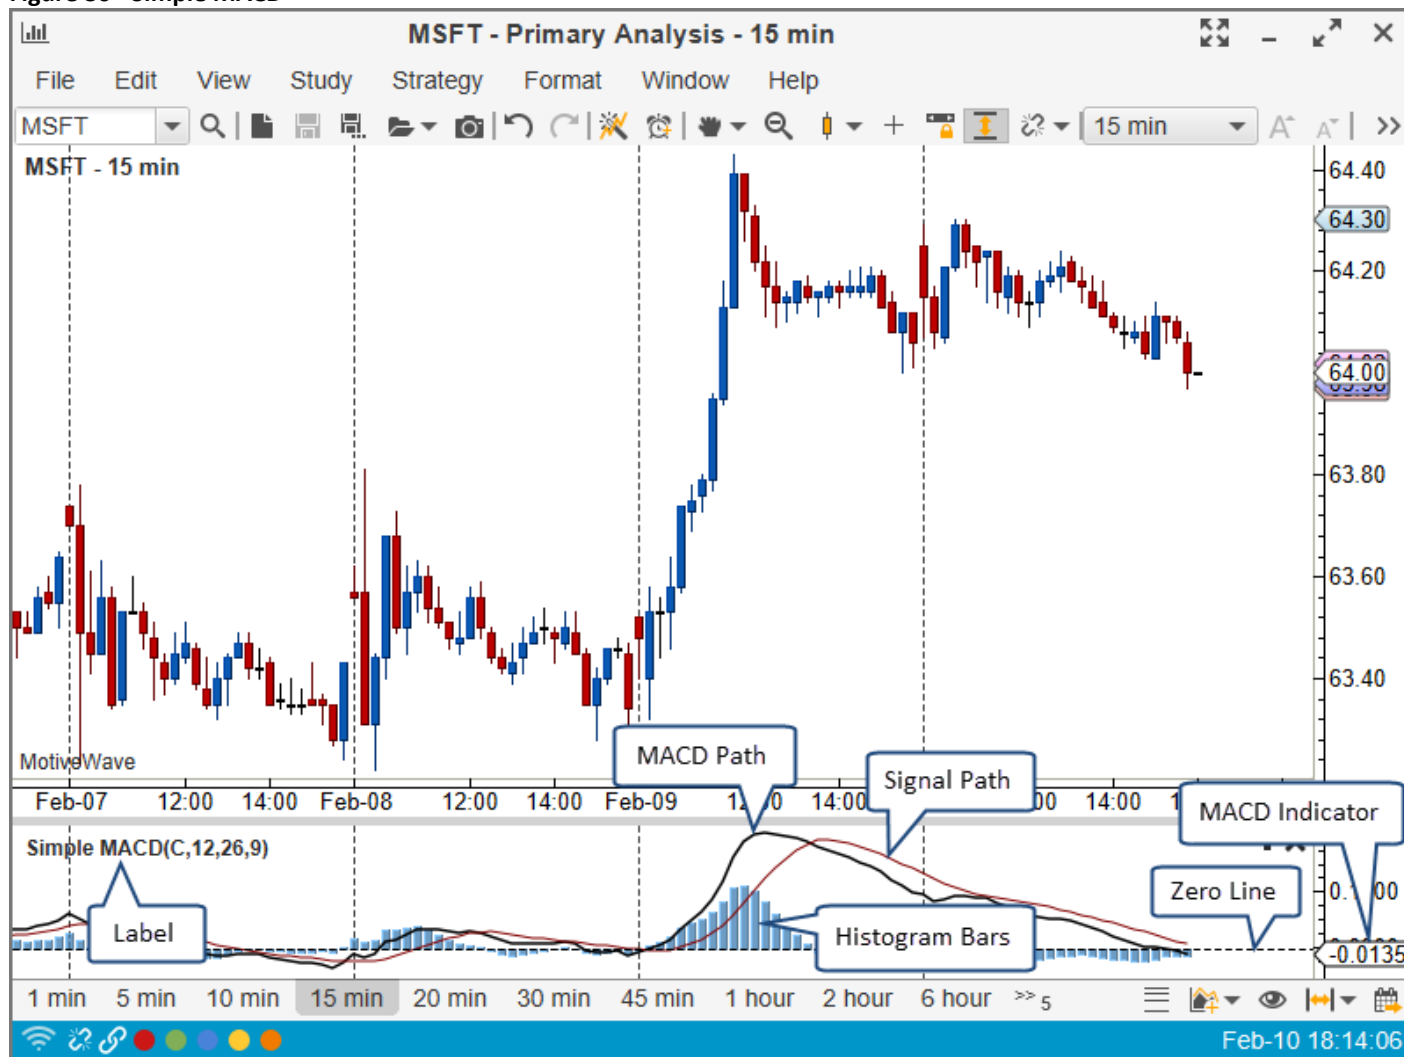 MSFT - Primary Analysis - 15 min
File Edit View Study Strategy Format Window Help
MSFT 15 min
MSFT - 15 min
64.40
64.30
64.20
64.00
63.80
63.60
63.40
MotiveWave
MACD Path
Signal Path
Feb-07 12:00 14:00 Feb-08 12:00 14:00 Feb-09 14:00 14:00
MACD Indicator
Simple MACD(C,12,26,9)
Zero Line
Label
Histogram Bars
-0.0135
1 min 5 min 10 min 15 min 20 min 30 min 45 min 1 hour 2 hour 6 hour >> 5
Feb-10 18:14:06